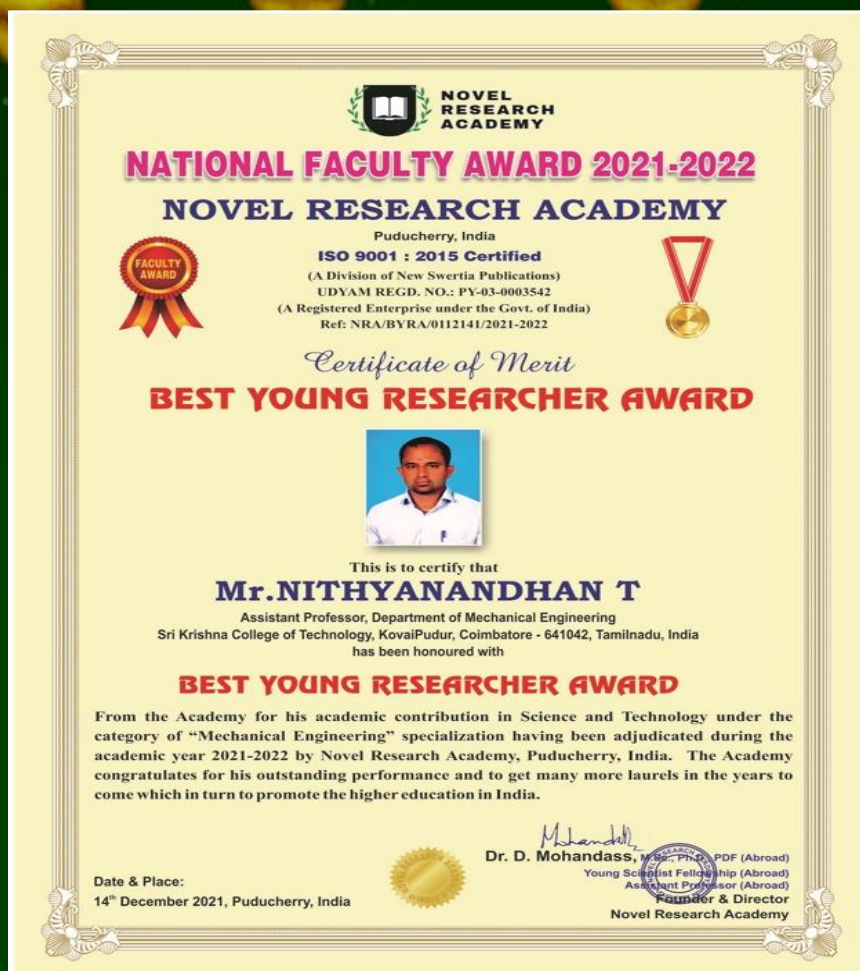 NOVEL
RESEARCH
ACADEMY
NATIONAL FACULTY AWARD 2021-2022
NOVEL RESEARCH ACADEMY
Puducherry, India
ISO 9001 : 2015 Certified
(A Division of New Swertia Publications)
UDYAM REGD. NO.: PY-03-0003542
(A Registered Enterprise under the Govt. of India)
Ref: NRA/BYRA/0112141/2021-2022
FACULTY
AWARD
Certificate of Merit
BEST YOUNG RESEARCHER AWARD
This is to certify that
Mr.NITHYANANDHAN T
Assistant Professor, Department of Mechanical Engineering
Sri Krishna College of Technology, KovaiPudur, Coimbatore - 641042, Tamilnadu, India
has been honoured with
BEST YOUNG RESEARCHER AWARD
From the Academy for his academic contribution in Science and Technology under the
category of “Mechanical Engineering” specialization having been adjudicated during the
academic year 2021-2022 by Novel Research Academy, Puducherry, India. The Academy
congratulates for his outstanding performance and to get many more laurels in the years to
come which in turn to promote the higher education in India.
Dr. D. Mohandass, M.Sc., Ph.D., PDF (Abroad)
Young Scientist Fellowship (Abroad)
Assistant Professor (Abroad)
Founder & Director
Novel Research Academy
Date & Place:
14th December 2021, Puducherry, India